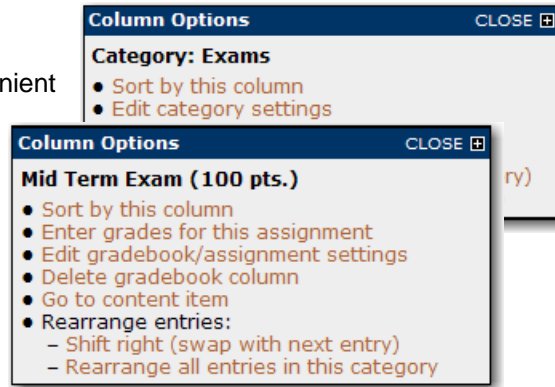 Column Options CLOSE
Category: Exams
nient
• Sort by this column
• Edit category settings
ry)
Column Options CLOSE
Mid Term Exam (100 pts.)
• Sort by this column
• Enter grades for this assignment
• Edit gradebook/assignment settings
• Delete gradebook column
• Go to content item
• Rearrange entries:
– Shift right (swap with next entry)
– Rearrange all entries in this category